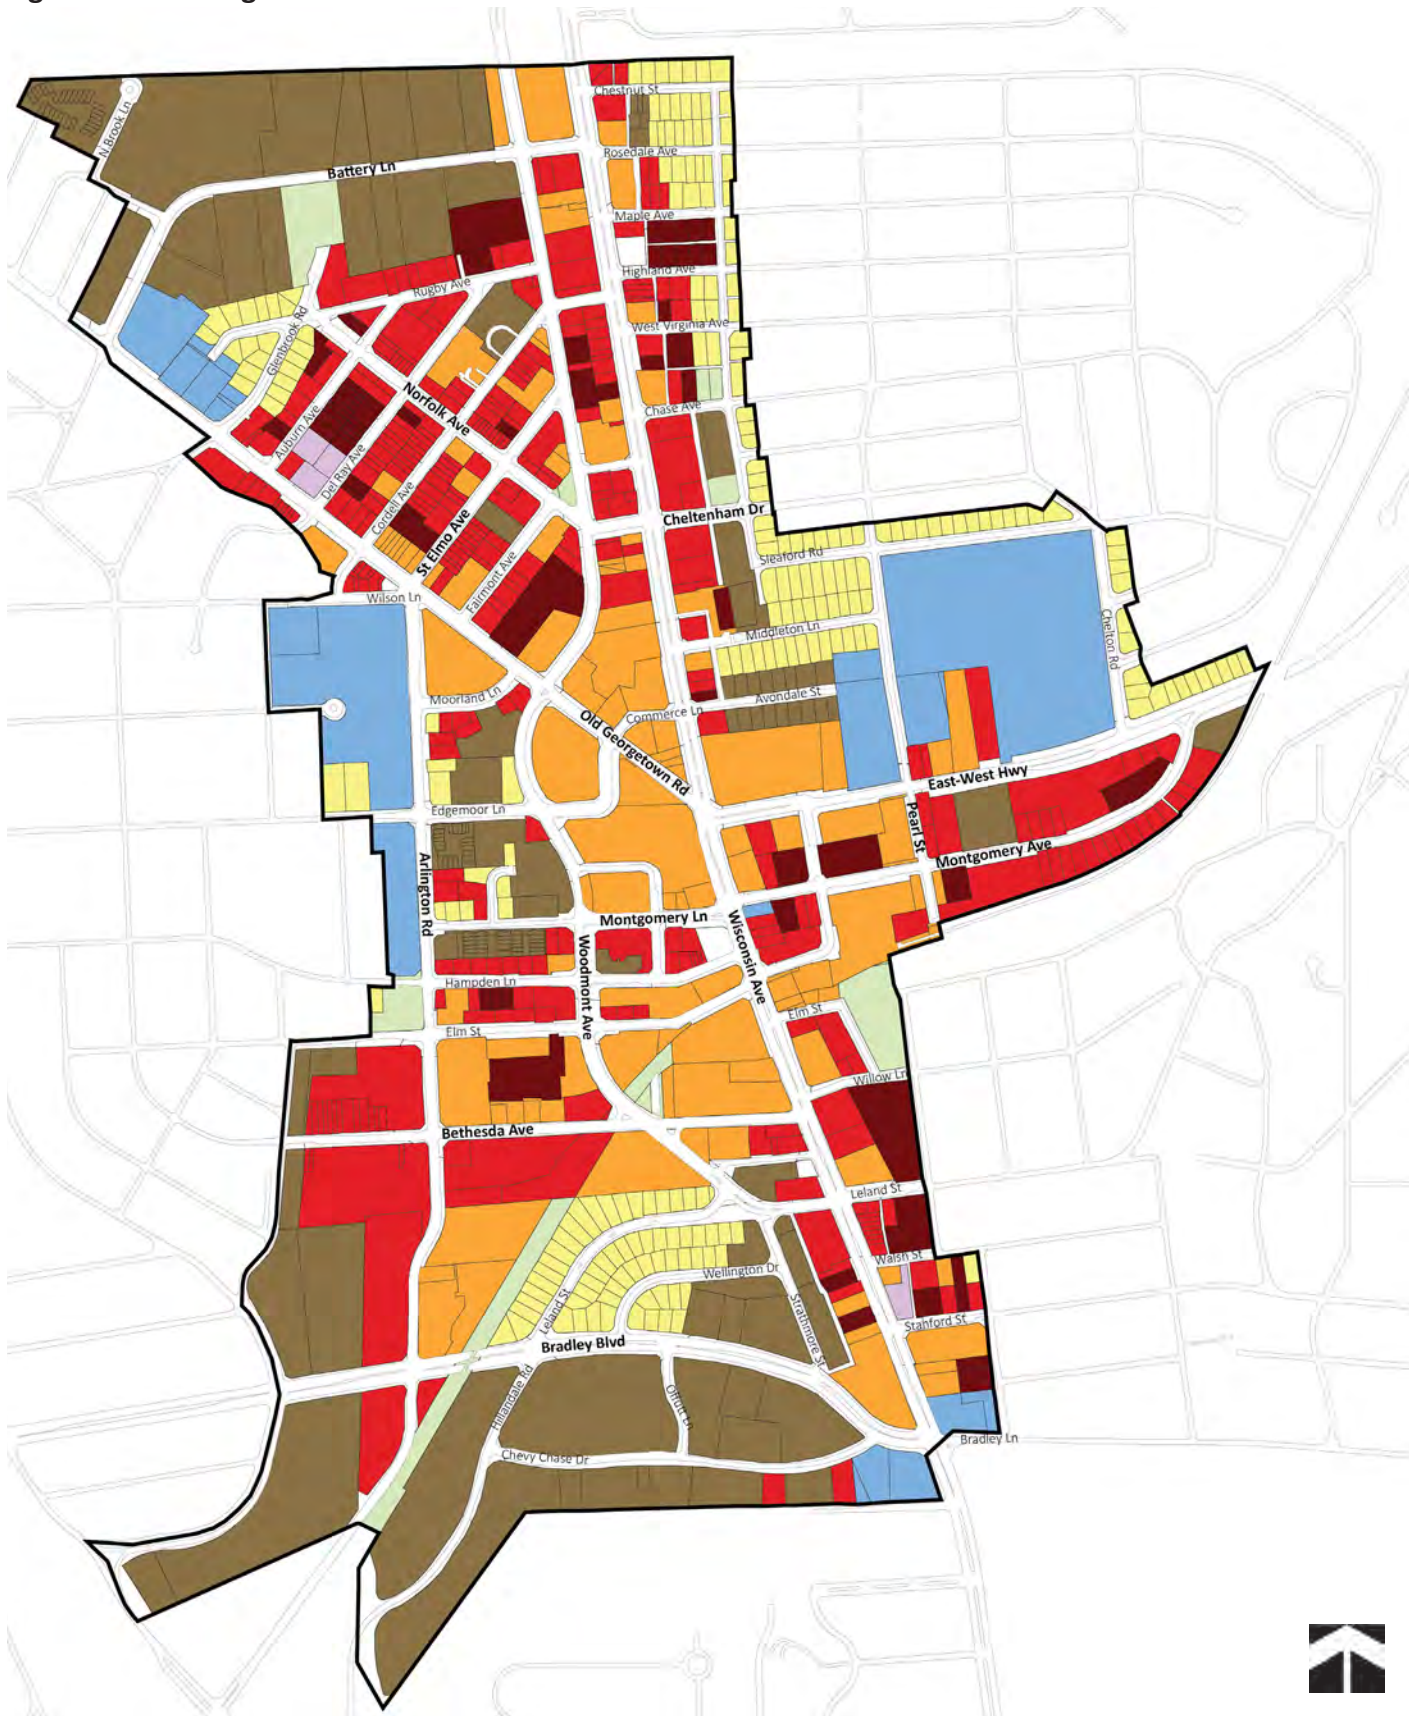 Chestnut St
N Brook Ln
Rosedale Ave
Battery Ln
Maple Ave
Highland Ave
Rugby Ave
West Virginia Ave
Glenbrook Rd
Norfolk Ave
Chase Ave
Auburn Ave
Del Ray Ave
Cordell Ave
Cheltenham Dr
St Elmo Ave
Sleaford Rd
Fairmont Ave
Wilson Ln
Middleton Ln
Chelton Rd
Moorland Ln
Avondale St
Commerce Ln
Old Georgetown Rd
East-West Hwy
Edgemoor Ln
Pearl St
Montgomery Ave
Arlington Rd
Montgomery Ln
Wisconsin Ave
Woodmont Ave
Hampden Ln
Elm St
Elm St
Willow Ln
Bethesda Ave
Leland St
Walsh St
Wellington Dr
Leland St
Strathmore St
Stanford St
Bradley Blvd
Hillandale Rd
Offutt Ln
Bradley Ln
Chevy Chase Dr